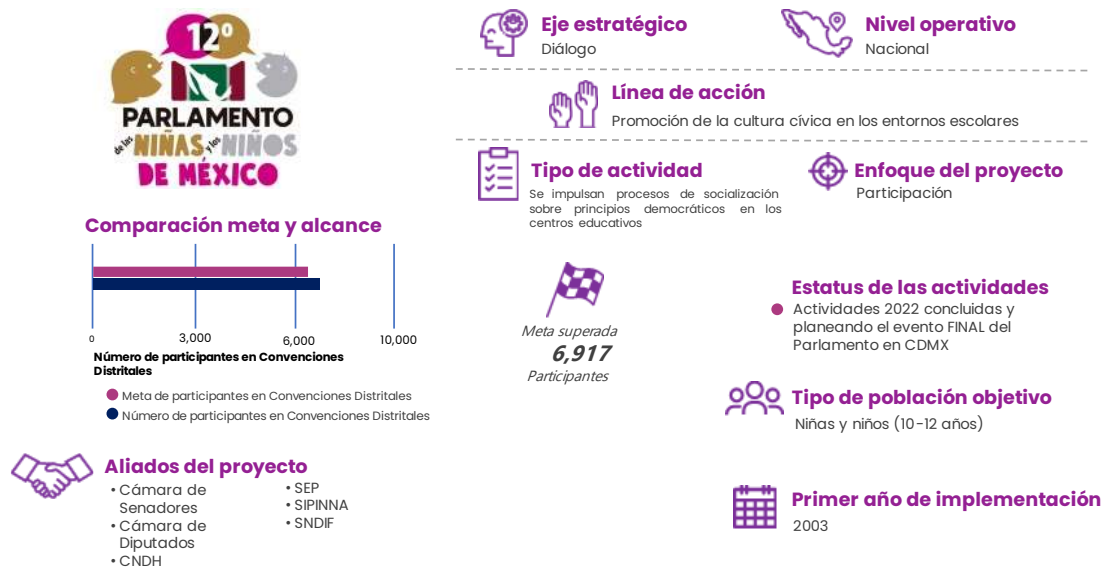 12º
PARLAMENTO
de las NIÑAS y los NIÑOS
DE MÉXICO
Eje estratégico
Diálogo
Nivel operativo
Nacional
Línea de acción
Promoción de la cultura cívica en los entornos escolares
Tipo de actividad
Se impulsan procesos de socialización
sobre principios democráticos en los
centros educativos
Enfoque del proyecto
Participación
Comparación meta y alcance
0
3,000
6,000
10,000
Número de participantes en Convenciones
Distritales
Meta de participantes en Convenciones Distritales
Número de participantes en Convenciones Distritales
Meta superada
6,917
Participantes
Estatus de las actividades
Actividades 2022 concluidas y
planeando el evento FINAL del
Parlamento en CDMX
Tipo de población objetivo
Niñas y niños (10-12 años)
Aliados del proyecto
• Cámara de
Senadores
• Cámara de
Diputados
• CNDH
• SEP
• SIPINNA
• SNDIF
Primer año de implementación
2003